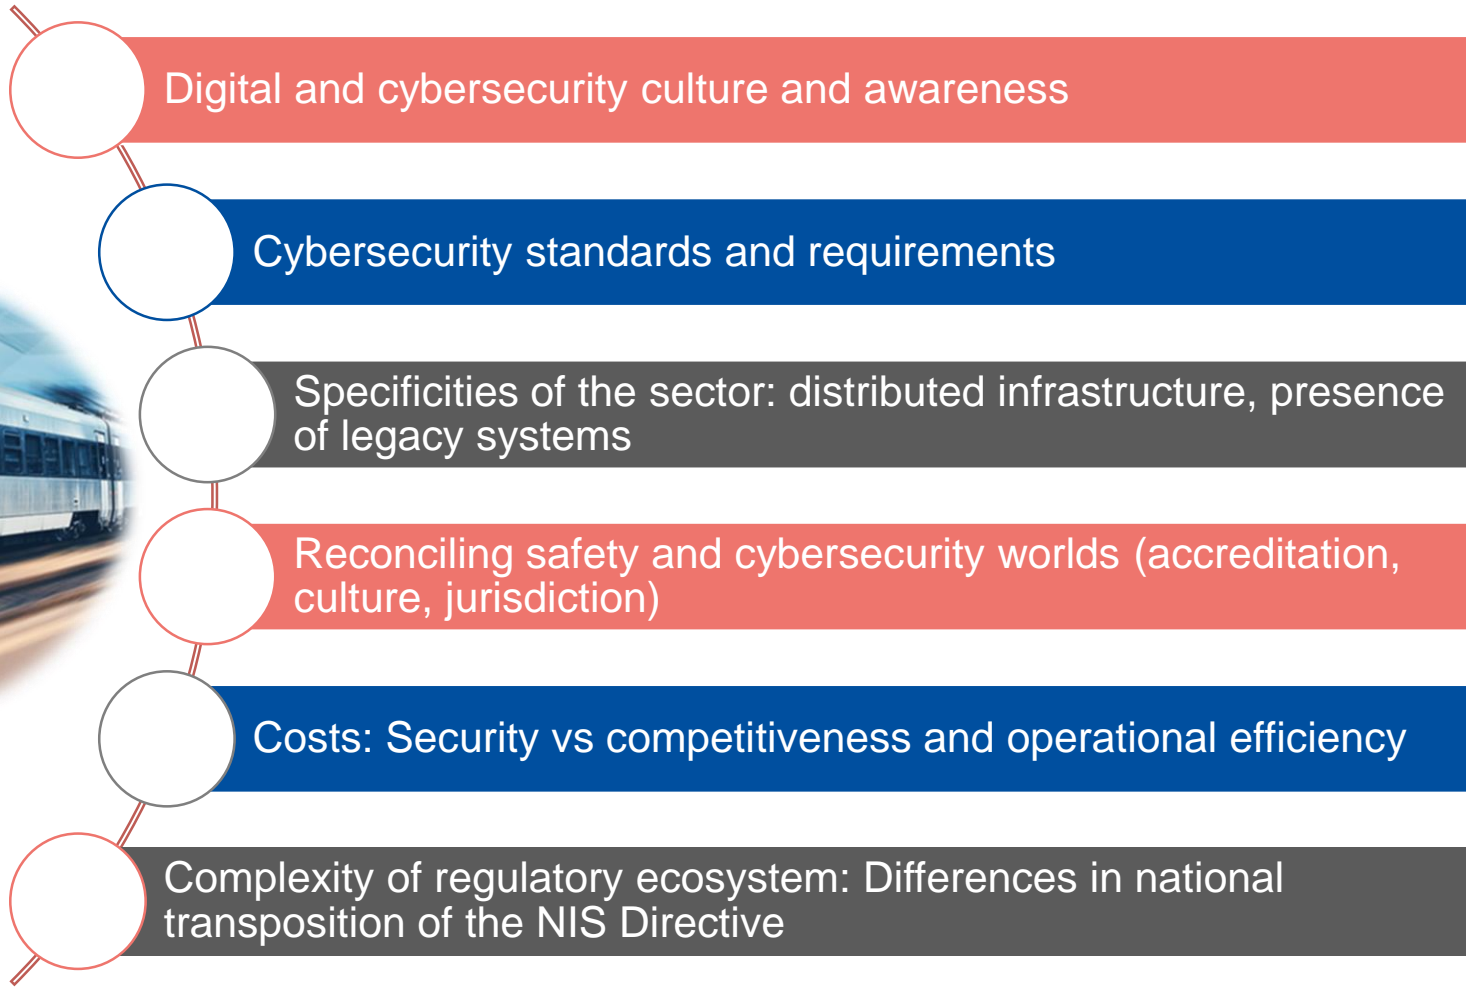 Digital and cybersecurity culture and awareness
Cybersecurity standards and requirements
Specificities of the sector: distributed infrastructure, presence
of legacy systems
Reconciling safety and cybersecurity worlds (accreditation,
culture, jurisdiction)
Costs: Security vs competitiveness and operational efficiency
Complexity of regulatory ecosystem: Differences in national
transposition of the NIS Directive